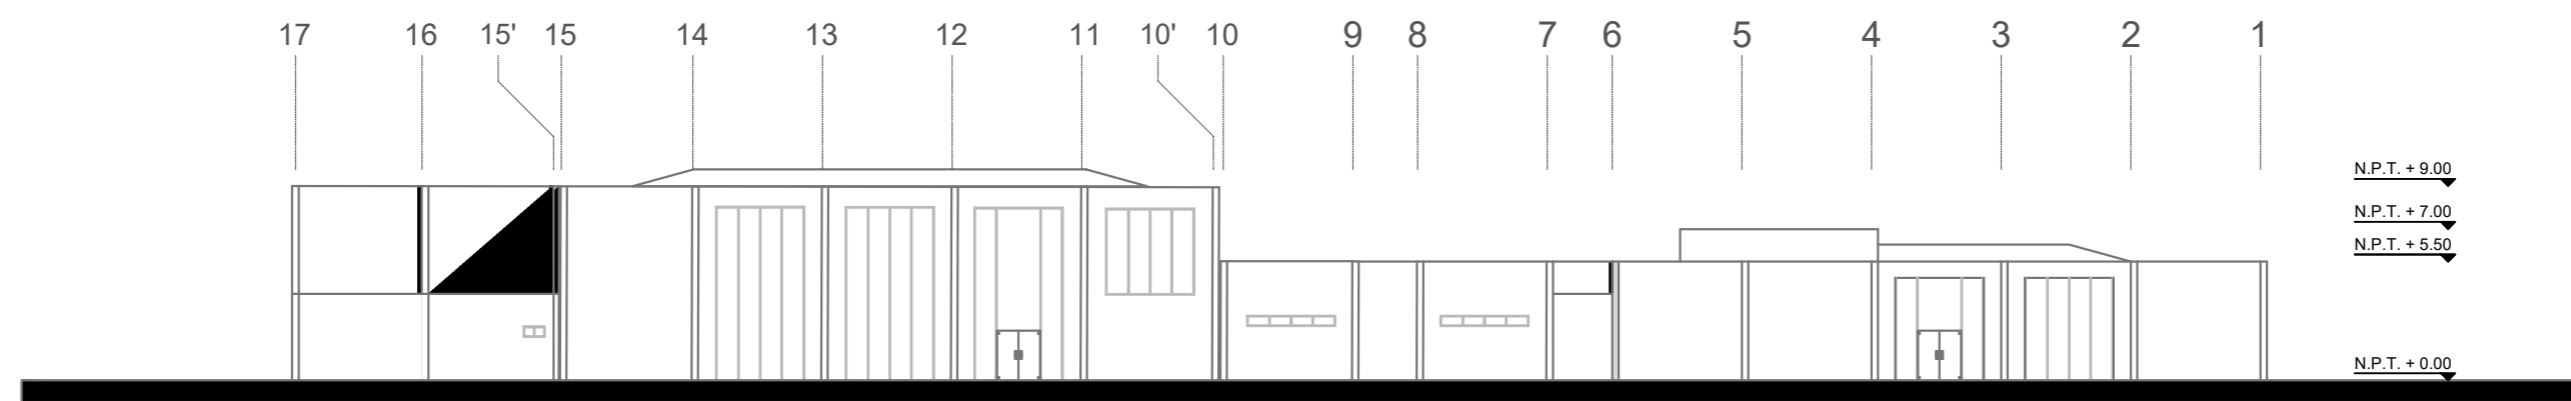 17 16 15' 15 14 13 12 11 10' 10 9 8 7 6 5 4 3 2 1
N.P.T. + 9.00
N.P.T. + 7.00
N.P.T. + 5.50
N.P.T. + 0.00